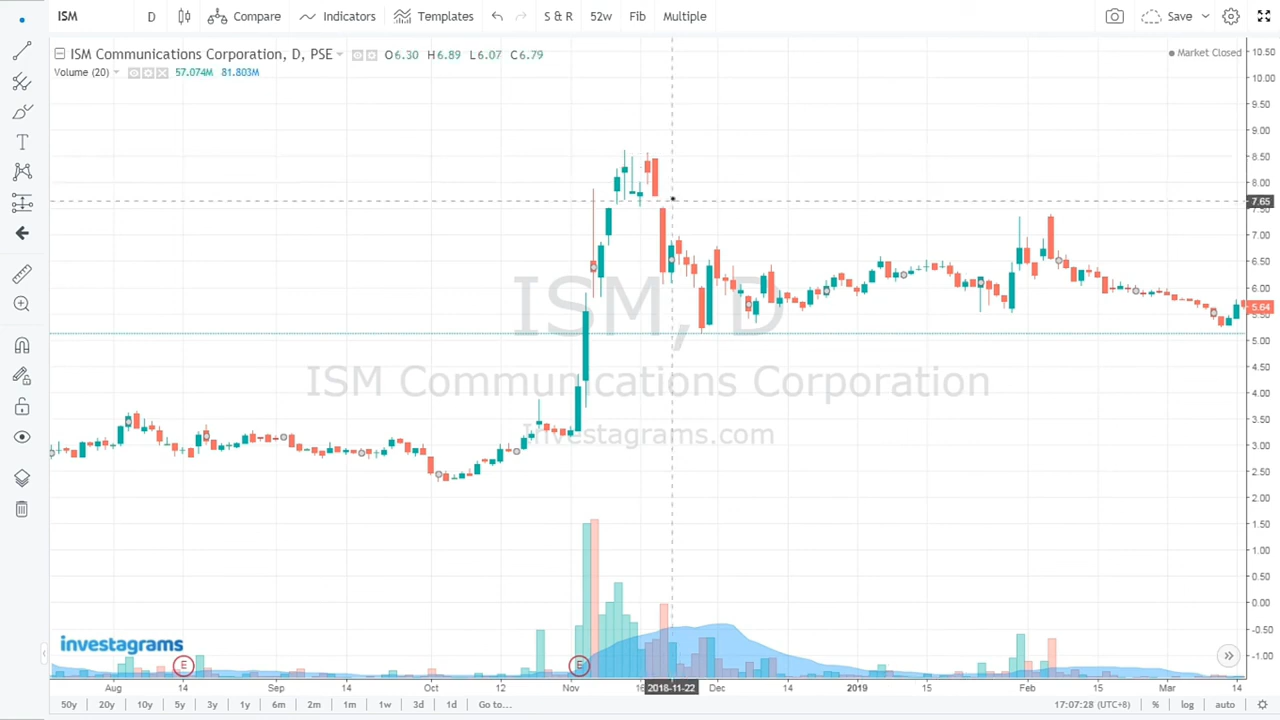 ISM D Compare Indicators Templates S & R 52w Fib Multiple Save
ISM Communications Corporation, D, PSE O6.30 H6.89 L6.07 C6.79
Market Closed
Volume (20) 57.074M 81.803M
10.50
10.00
9.50
9.00
8.50
8.00
7.65
7.50
7.00
6.50
6.00
5.64
5.50
5.00
4.50
4.00
3.50
3.00
2.50
2.00
1.50
1.00
0.50
0.00
-0.50
-1.00
ISM, D
ISM Communications Corporation
Investagrams.com
investagrams
E E
Aug 14 Sep 14 Oct 12 Nov 16 2018-11-22 Dec 14 2019 15 Feb 15 Mar 14
50y 20y 10y 5y 3y 1y 6m 2m 1m 1w 3d 1d Go to... 17:07:28 (UTC+8) % log auto